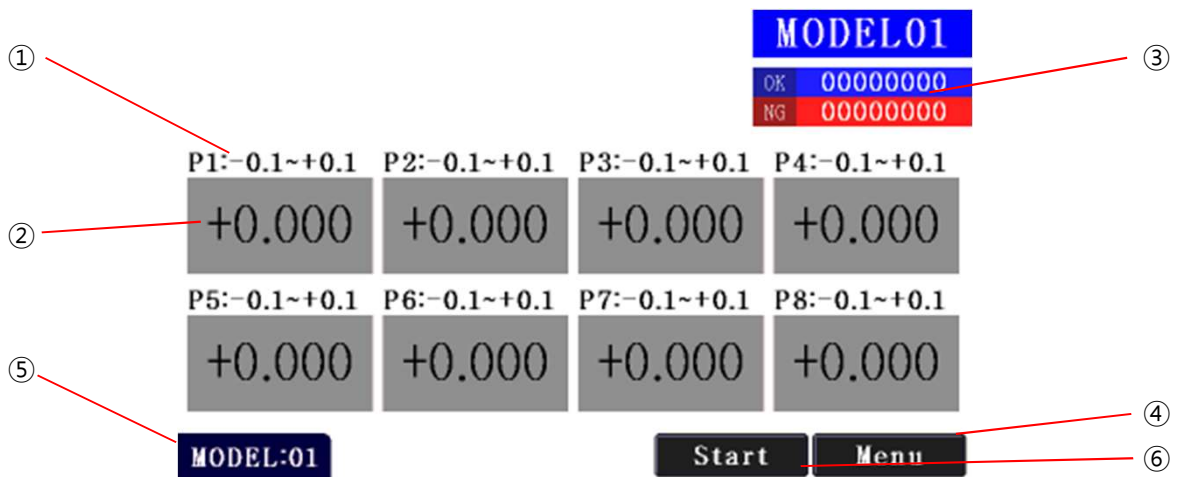 MODEL01
①
③
OK 00000000
NG 00000000
P1:-0.1~+0.1 P2:-0.1~+0.1 P3:-0.1~+0.1 P4:-0.1~+0.1
② +0.000 +0.000 +0.000 +0.000
P5:-0.1~+0.1 P6:-0.1~+0.1 P7:-0.1~+0.1 P8:-0.1~+0.1
+0.000 +0.000 +0.000 +0.000
⑤
④
MODEL:01 Start Menu ⑥